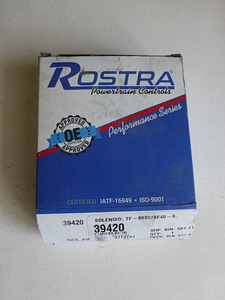 ROSTRA
Powertrain Controls
APPROVED
OE
APPROVED
Performance Series
CERTIFIED IATF-16949 • ISO-9001
39420 SOLENOID, TF-80SC/AF40-6,
39420